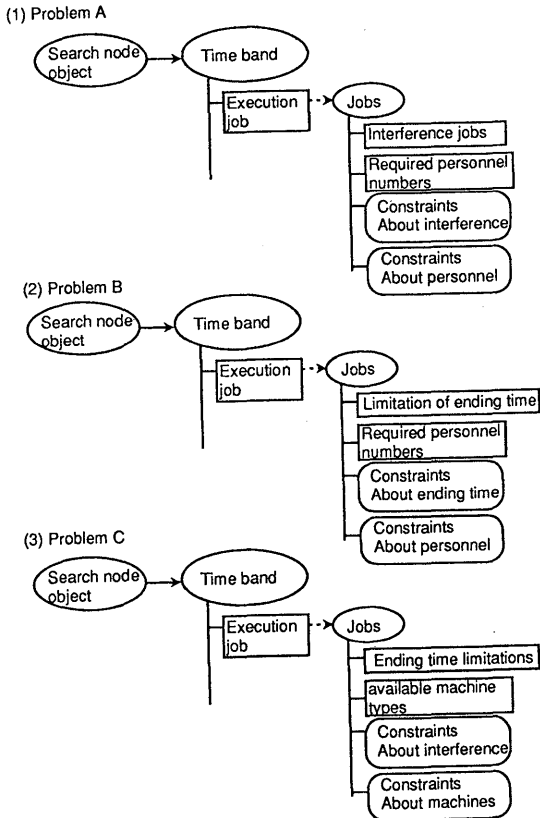 (1) Problem A
Search node
object
Time band
Execution
job
Jobs
Interference jobs
Required personnel
numbers
Constraints
About interference
Constraints
About personnel
(2) Problem B
Search node
object
Time band
Execution
job
Jobs
Limitation of ending time
Required personnel
numbers
Constraints
About ending time
Constraints
About personnel
(3) Problem C
Search node
object
Time band
Execution
job
Jobs
Ending time limitations
available machine
types
Constraints
About interference
Constraints
About machines